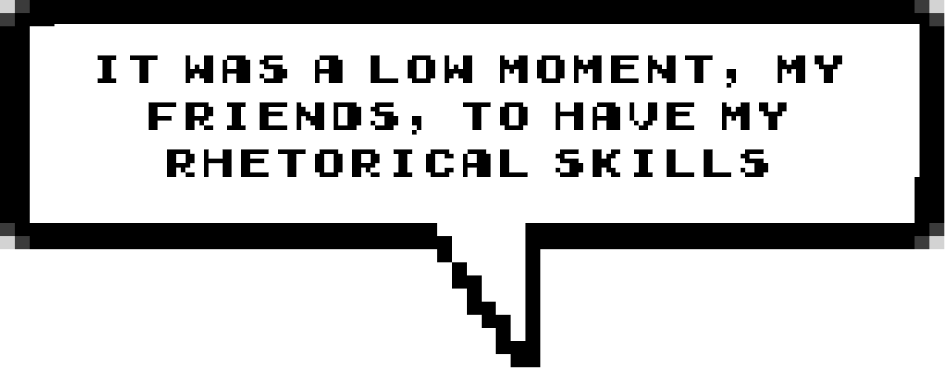 IT WAS A LOW MOMENT, MY
FRIENDS, TO HAVE MY
RHETORICAL SKILLS